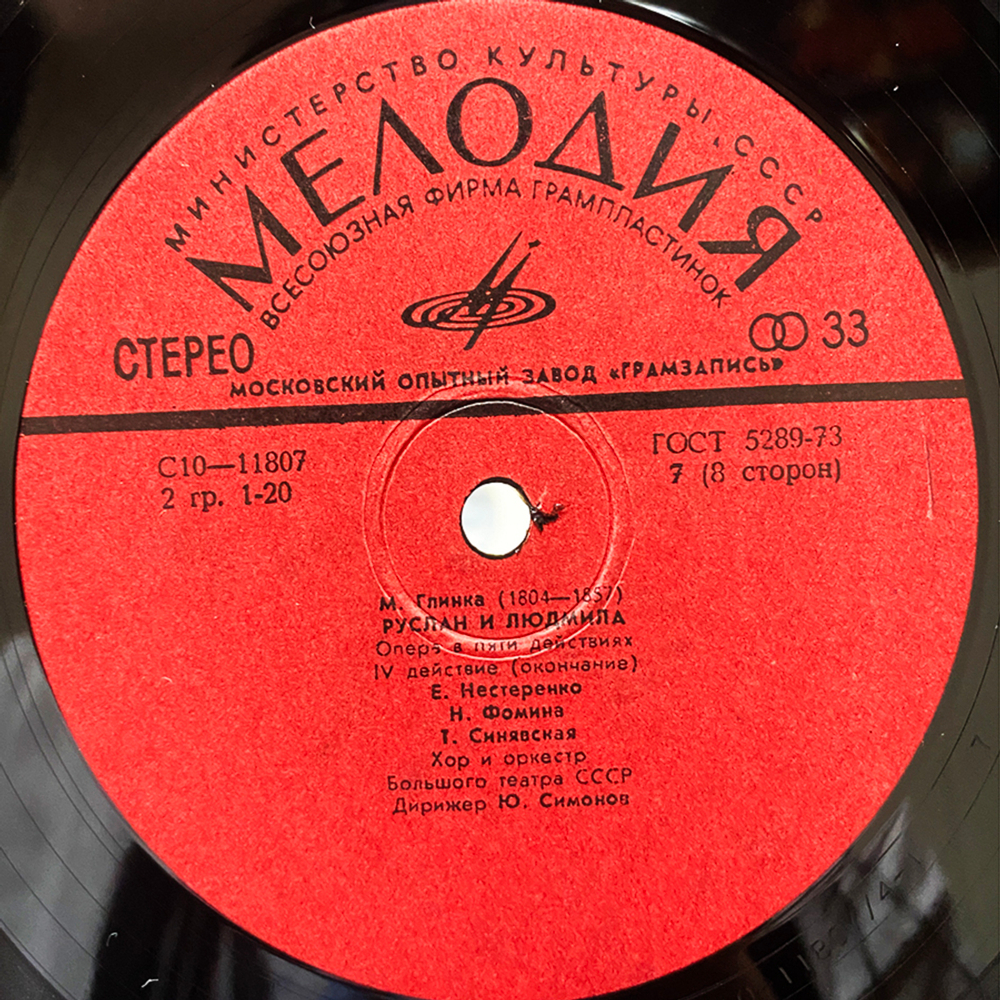 МИНИСТЕРСТВО КУЛЬТУРЫ СССР
МЕЛОДИЯ
ВСЕСОЮЗНАЯ ФИРМА ГРАМПЛАСТИНОК
СТЕРЕО
33
МОСКОВСКИЙ ОПЫТНЫЙ ЗАВОД «ГРАМЗАПИСЬ»
С10—11807
2 гр. 1-20
ГОСТ 5289-73
7 (8 сторон)
М. Глинка (1804—1857)
РУСЛАН И ЛЮДМИЛА
Опера в пяти действиях
IV действие (окончание)
Е. Нестеренко
Н. Фомина
Т. Синявская
Хор и оркестр
Большого театра СССР
Дирижер Ю. Симонов